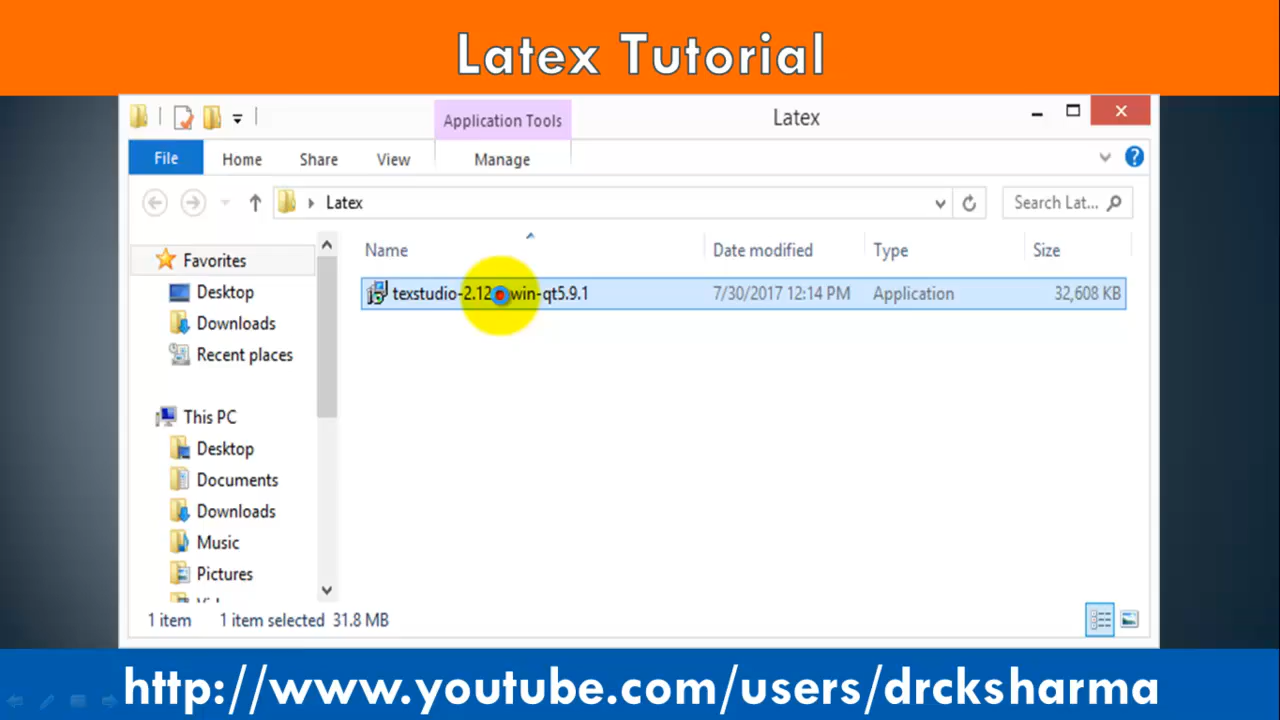 Latex Tutorial
Application Tools
Latex
File Home Share View Manage
Latex
Search Lat...
Name Date modified Type Size
texstudio-2.12 win-qt5.9.1 7/30/2017 12:14 PM Application 32,608 KB
Favorites
Desktop
Downloads
Recent places
This PC
Desktop
Documents
Downloads
Music
Pictures
1 item 1 item selected 31.8 MB
http://www.youtube.com/users/drcksharma